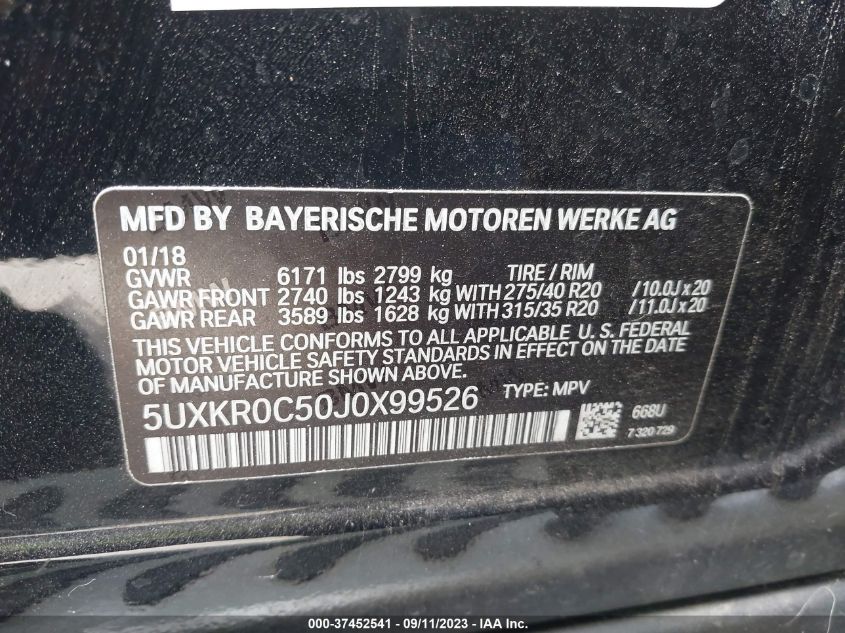 MFD BY BAYERISCHE MOTOREN WERKE AG
01/18
GVWR 6171 lbs 2799 kg TIRE / RIM
GAWR FRONT 2740 lbs 1243 kg WITH 275/40 R20 /10.0J x 20
GAWR REAR 3589 lbs 1628 kg WITH 315/35 R20 /11.0J x 20
THIS VEHICLE CONFORMS TO ALL APPLICABLE U.S. FEDERAL
MOTOR VEHICLE SAFETY STANDARDS IN EFFECT ON THE DATE
OF MANUFACTURE SHOWN ABOVE.
5UXKR0C50J0X99526 TYPE: MPV
668U
7 320 729
000-37452541 - 09/11/2023 - IAA Inc.